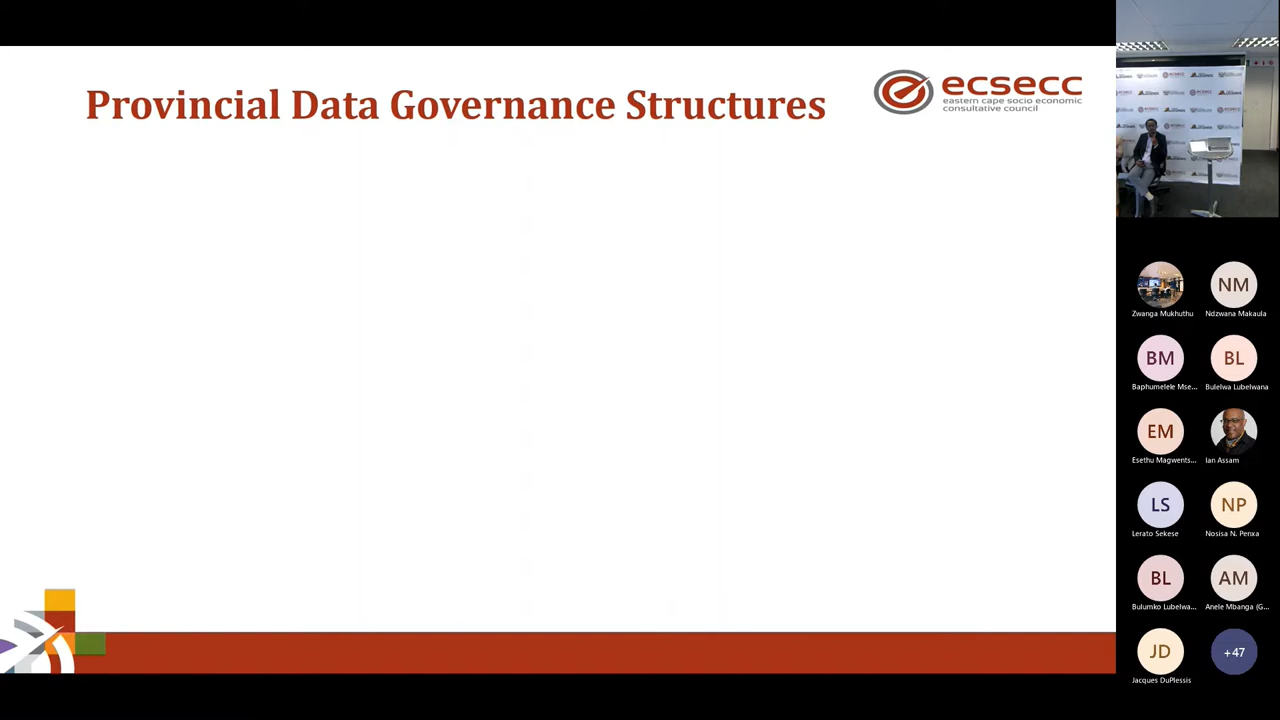 Provincial Data Governance Structures
ecsecc
eastern cape socio economic
consultative council
Zwanga Mukhuthu
NM
Ndzwana Makaula
BM
Baphumelele Mse...
BL
Bulelwa Lubelwana
EM
Esethu Magwents...
Ian Assam
LS
Lerato Sekese
NP
Nosisa N. Penxa
BL
Bulumko Lubelwa...
AM
Anele Mbanga (G...
JD
Jacques DuPlessis
+47